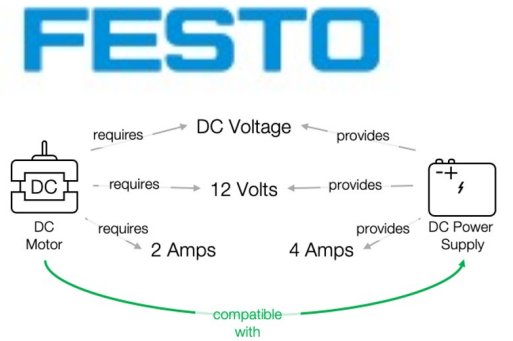 FESTO
requires
DC Voltage
provides
DC
requires
12 Volts
provides
-+
DC
Motor
requires
2 Amps
4 Amps
provides
DC Power
Supply
compatible
with